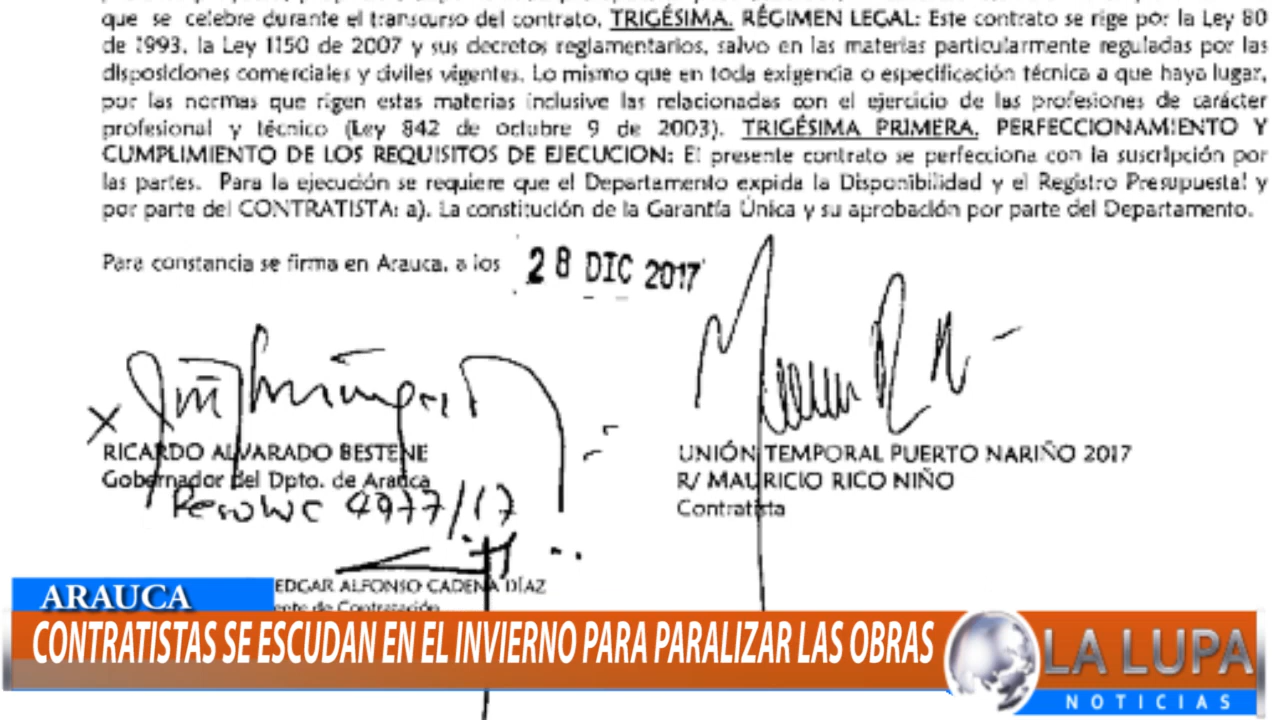 que se celebre durante el transcurso del contrato. TRIGÉSIMA. RÉGIMEN LEGAL: Este contrato se rige por la Ley 80
de 1993, la Ley 1150 de 2007 y sus decretos reglamentarios, salvo en las materias particularmente reguladas por las
disposiciones comerciales y civiles vigentes. Lo mismo que en toda exigencia o especificación técnica a que haya lugar,
por las normas que rigen estas materias inclusive las relacionadas con el ejercicio de las profesiones de carácter
profesional y técnico (Ley 842 de octubre 9 de 2003). TRIGÉSIMA PRIMERA. PERFECCIONAMIENTO Y
CUMPLIMIENTO DE LOS REQUISITOS DE EJECUCION: El presente contrato se perfecciona con la suscripción por
las partes. Para la ejecución se requiere que el Departamento expida la Disponibilidad y el Registro Presupuestal y
por parte del CONTRATISTA: a). La constitución de la Garantía Única y su aprobación por parte del Departamento.
Para constancia se firma en Arauca, a los 28 DIC 2017
RICARDO ALVARADO BESTENE
Gobernador del Dpto. de Arauca
4977/17
UNIÓN TEMPORAL PUERTO NARIÑO 2017
R/ MAURICIO RICO NIÑO
Contratista
EDGAR ALFONSO CADENA DÍAZ
de Contratación
ARAUCA
CONTRATISTAS SE ESCUDAN EN EL INVIERNO PARA PARALIZAR LAS OBRAS
LA LUPA
NOTICIAS